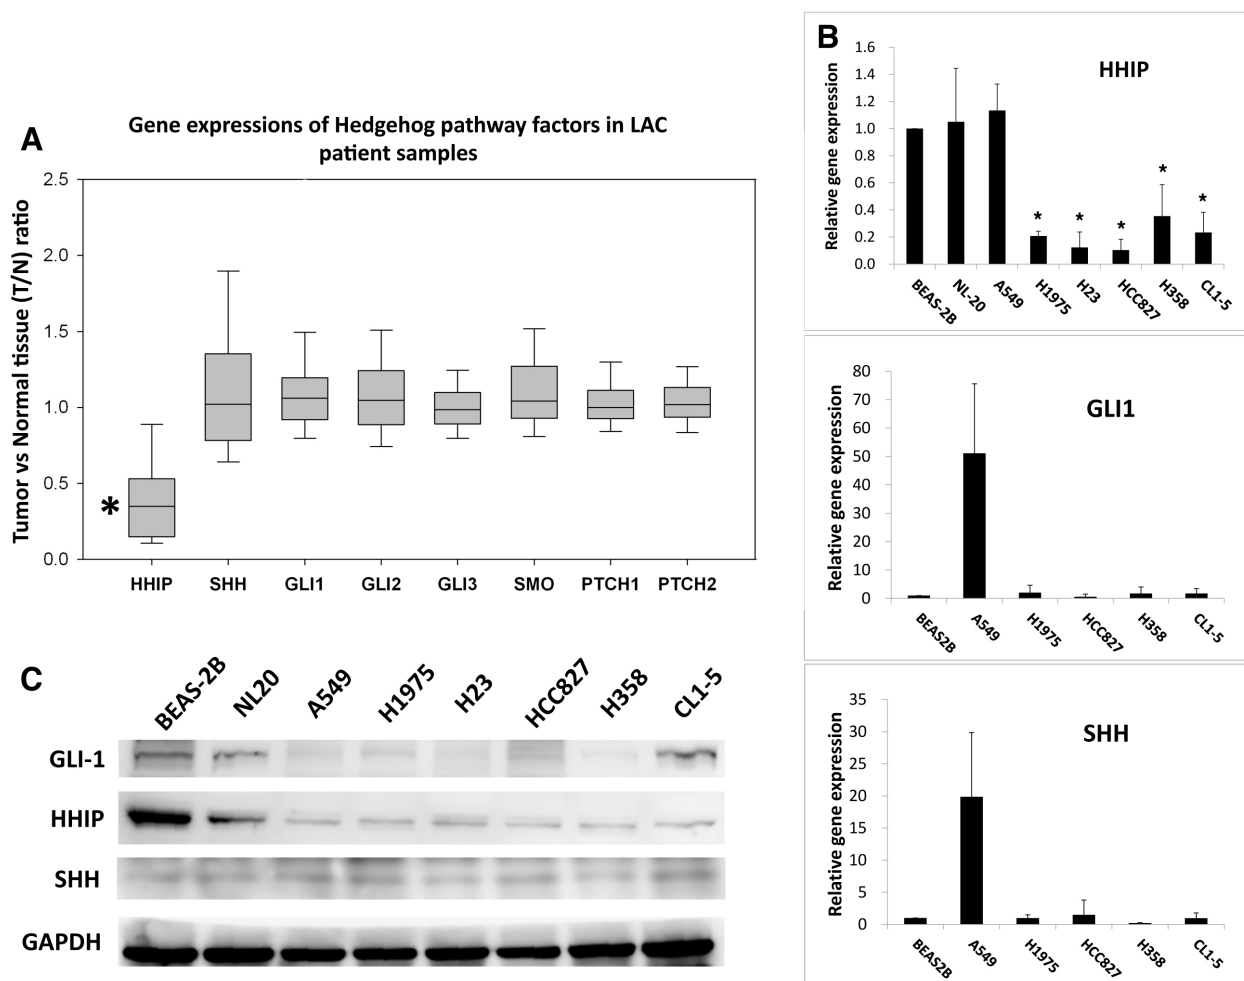 A
Gene expressions of Hedgehog pathway factors in LAC
patient samples
Tumor vs Normal tissue (T/N) ratio
2.5
2.0
1.5
1.0
0.5
0.0
*
HHIP SHH GLI1 GLI2 GLI3 SMO PTCH1 PTCH2
B
HHIP
Relative gene expression
1.6
1.4
1.2
1.0
0.8
0.6
0.4
0.2
0.0
* * * * *
BEAS-2B NL-20 A549 H1975 H23 HCC827 H358 CL1-5
GLI1
Relative gene expression
80
70
60
50
40
30
20
10
0
BEAS2B A549 H1975 HCC827 H358 CL1-5
SHH
Relative gene expression
35
30
25
20
15
10
5
0
BEAS2B A549 H1975 HCC827 H358 CL1-5
C
BEAS-2B NL20 A549 H1975 H23 HCC827 H358 CL1-5
GLI-1
HHIP
SHH
GAPDH